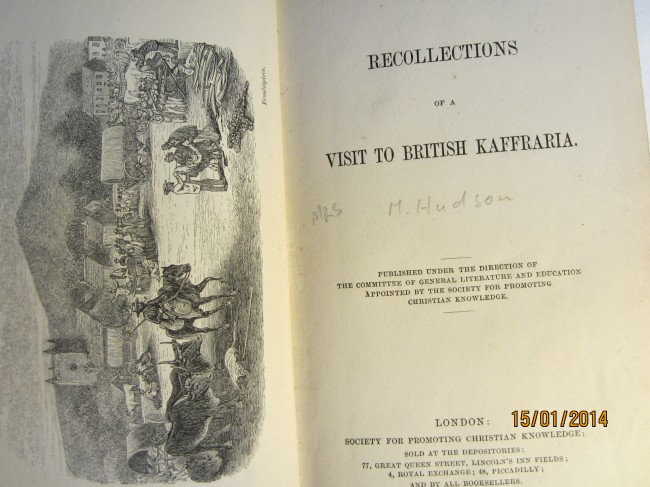 Frontispiece.
RECOLLECTIONS
OF A
VISIT TO BRITISH KAFFRARIA.
Mrs M. Hudson
PUBLISHED UNDER THE DIRECTION OF
THE COMMITTEE OF GENERAL LITERATURE AND EDUCATION
APPOINTED BY THE SOCIETY FOR PROMOTING
CHRISTIAN KNOWLEDGE.
LONDON:
SOCIETY FOR PROMOTING CHRISTIAN KNOWLEDGE;
SOLD AT THE DEPOSITORIES:
77, GREAT QUEEN STREET, LINCOLN'S INN FIELDS;
4, ROYAL EXCHANGE; 48, PICCADILLY;
AND BY ALL BOOKSELLERS.
15/01/2014